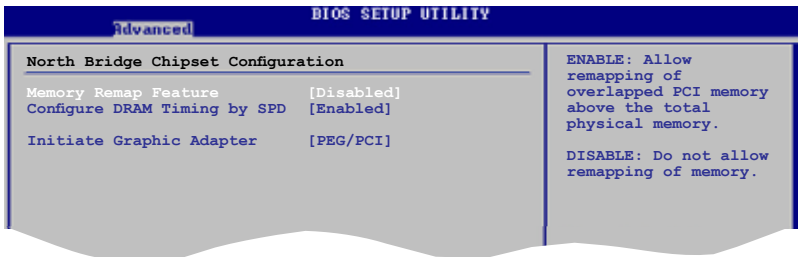 BIOS SETUP UTILITY
Advanced
North Bridge Chipset Configuration
Memory Remap Feature [Disabled]
Configure DRAM Timing by SPD [Enabled]
Initiate Graphic Adapter [PEG/PCI]
ENABLE: Allow
remapping of
overlapped PCI memory
above the total
physical memory.
DISABLE: Do not allow
remapping of memory.